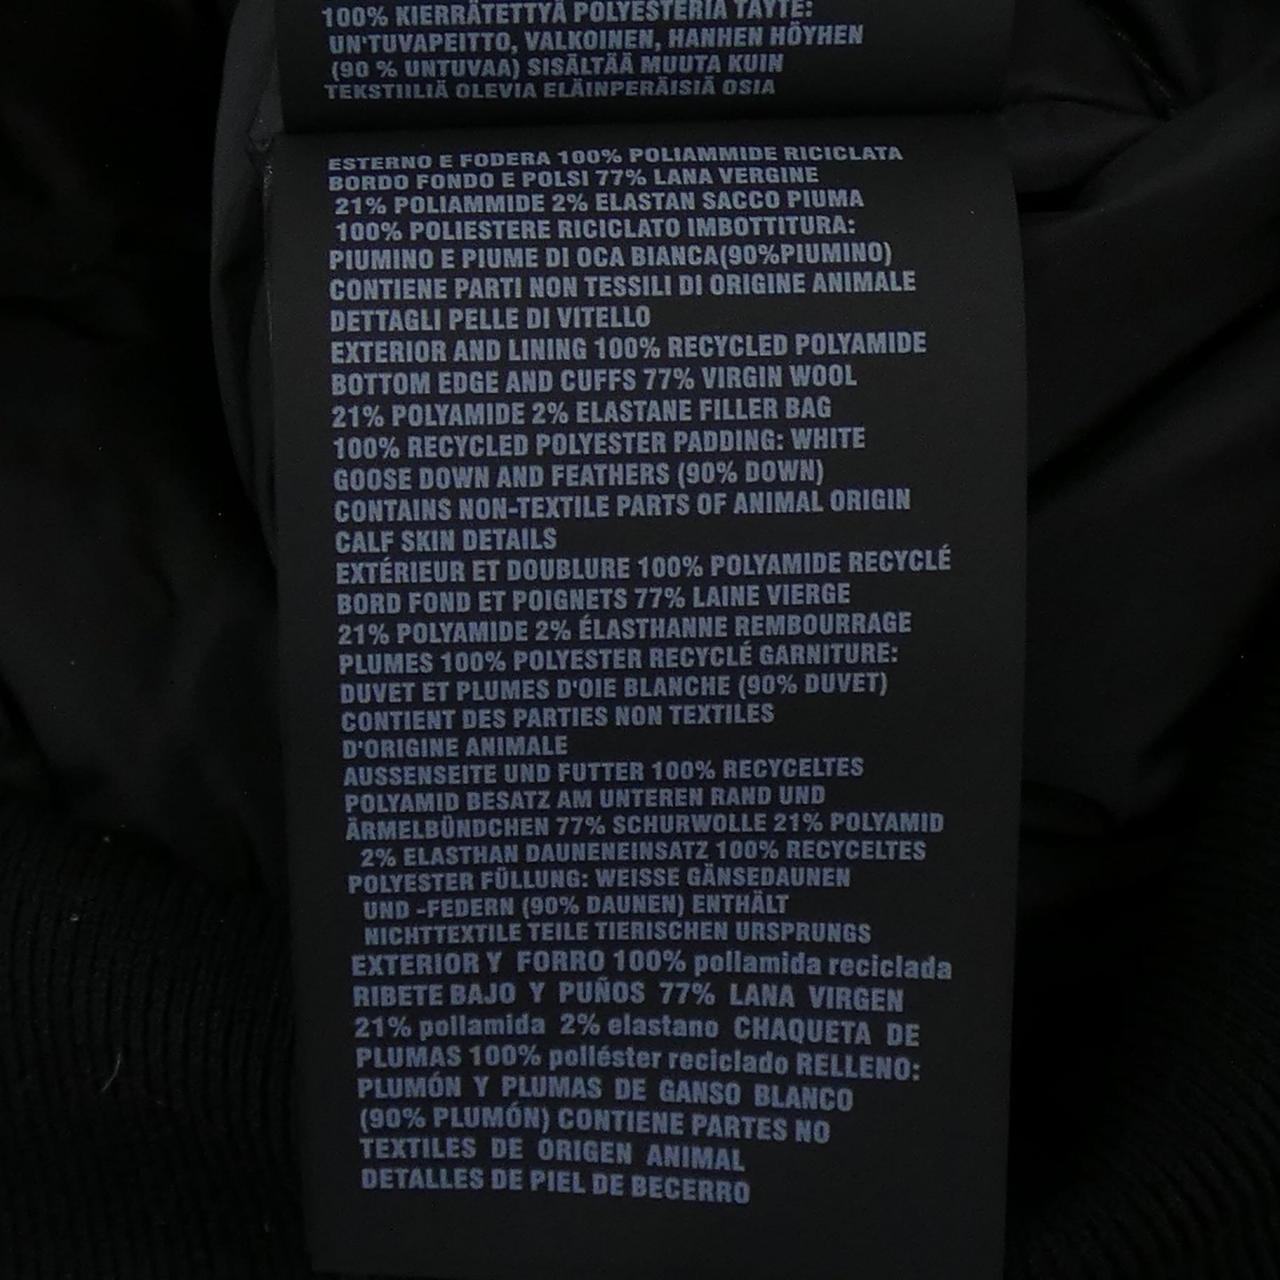 100% KIERRÄTETTYÄ POLYESTERIA TÄYTE:
UN'TUVAPEITTO, VALKOINEN, HANHEN HÖYHEN
(90 % UNTUVAA) SISÄLTÄÄ MUUTA KUIN
TEKSTIILIÄ OLEVIA ELÄINPERÄISIÄ OSIA
ESTERNO E FODERA 100% POLIAMMIDE RICICLATA
BORDO FONDO E POLSI 77% LANA VERGINE
21% POLIAMMIDE 2% ELASTAN SACCO PIUMA
100% POLIESTERE RICICLATO IMBOTTITURA:
PIUMINO E PIUME DI OCA BIANCA(90%PIUMINO)
CONTIENE PARTI NON TESSILI DI ORIGINE ANIMALE
DETTAGLI PELLE DI VITELLO
EXTERIOR AND LINING 100% RECYCLED POLYAMIDE
BOTTOM EDGE AND CUFFS 77% VIRGIN WOOL
21% POLYAMIDE 2% ELASTANE FILLER BAG
100% RECYCLED POLYESTER PADDING: WHITE
GOOSE DOWN AND FEATHERS (90% DOWN)
CONTAINS NON-TEXTILE PARTS OF ANIMAL ORIGIN
CALF SKIN DETAILS
EXTÉRIEUR ET DOUBLURE 100% POLYAMIDE RECYCLÉ
BORD FOND ET POIGNETS 77% LAINE VIERGE
21% POLYAMIDE 2% ÉLASTHANNE REMBOURRAGE
PLUMES 100% POLYESTER RECYCLÉ GARNITURE:
DUVET ET PLUMES D'OIE BLANCHE (90% DUVET)
CONTIENT DES PARTIES NON TEXTILES
D'ORIGINE ANIMALE
AUSSENSEITE UND FUTTER 100% RECYCELTES
POLYAMID BESATZ AM UNTEREN RAND UND
ÄRMELBÜNDCHEN 77% SCHURWOLLE 21% POLYAMID
2% ELASTHAN DAUNENEINSATZ 100% RECYCELTES
POLYESTER FÜLLUNG: WEISSE GÄNSEDAUNEN
UND -FEDERN (90% DAUNEN) ENTHÄLT
NICHTTEXTILE TEILE TIERISCHEN URSPRUNGS
EXTERIOR Y FORRO 100% poliamida reciclada
RIBETE BAJO Y PUÑOS 77% LANA VIRGEN
21% poliamida 2% elastano CHAQUETA DE
PLUMAS 100% poliéster reciclado RELLENO:
PLUMÓN Y PLUMAS DE GANSO BLANCO
(90% PLUMÓN) CONTIENE PARTES NO
TEXTILES DE ORIGEN ANIMAL
DETALLES DE PIEL DE BECERRO